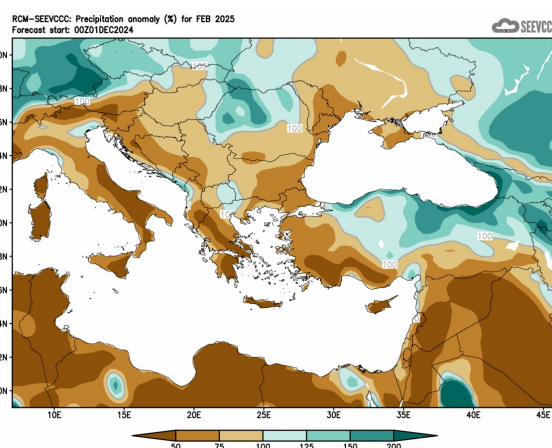 RCM-SEEVCCC: Precipitation anomaly (%) for FEB 2025
Forecast start: 00Z01DEC2024
SEEVCC
100
100
100
100
100
10E 15E 20E 25E 30E 35E 40E 45E
50 75 100 125 150 200